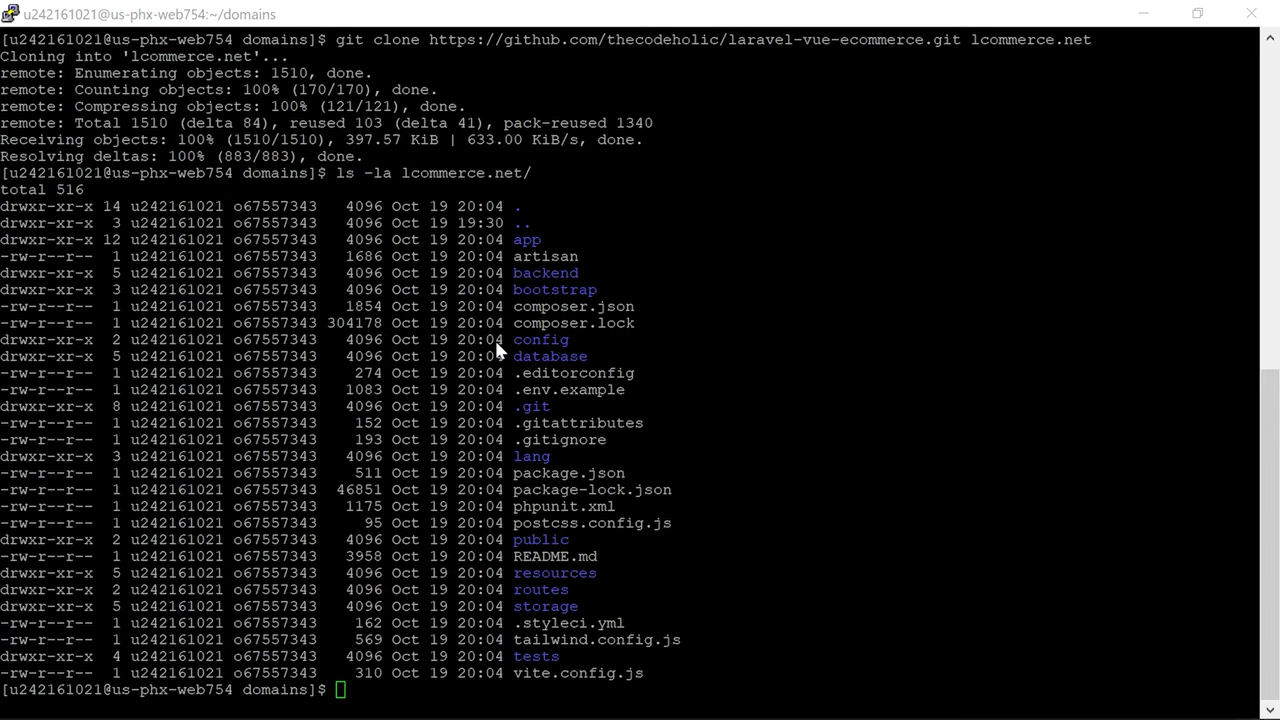 u242161021@us-phx-web754:~/domains
[u242161021@us-phx-web754 domains]$ git clone https://github.com/thecodeholic/laravel-vue-ecommerce.git lcommerce.net
Cloning into 'lcommerce.net'...
remote: Enumerating objects: 1510, done.
remote: Counting objects: 100% (170/170), done.
remote: Compressing objects: 100% (121/121), done.
remote: Total 1510 (delta 84), reused 103 (delta 41), pack-reused 1340
Receiving objects: 100% (1510/1510), 397.57 KiB | 633.00 KiB/s, done.
Resolving deltas: 100% (883/883), done.
[u242161021@us-phx-web754 domains]$ ls -la lcommerce.net/
total 516
drwxr-xr-x 14 u242161021 o67557343   4096 Oct 19 20:04 .
drwxr-xr-x  3 u242161021 o67557343   4096 Oct 19 19:30 ..
drwxr-xr-x 12 u242161021 o67557343   4096 Oct 19 20:04 app
-rw-r--r--  1 u242161021 o67557343   1686 Oct 19 20:04 artisan
drwxr-xr-x  5 u242161021 o67557343   4096 Oct 19 20:04 backend
drwxr-xr-x  3 u242161021 o67557343   4096 Oct 19 20:04 bootstrap
-rw-r--r--  1 u242161021 o67557343   1854 Oct 19 20:04 composer.json
-rw-r--r--  1 u242161021 o67557343 304178 Oct 19 20:04 composer.lock
drwxr-xr-x  2 u242161021 o67557343   4096 Oct 19 20:04 config
drwxr-xr-x  5 u242161021 o67557343   4096 Oct 19 20:04 database
-rw-r--r--  1 u242161021 o67557343    274 Oct 19 20:04 .editorconfig
-rw-r--r--  1 u242161021 o67557343   1083 Oct 19 20:04 .env.example
drwxr-xr-x  8 u242161021 o67557343   4096 Oct 19 20:04 .git
-rw-r--r--  1 u242161021 o67557343    152 Oct 19 20:04 .gitattributes
-rw-r--r--  1 u242161021 o67557343    193 Oct 19 20:04 .gitignore
drwxr-xr-x  3 u242161021 o67557343   4096 Oct 19 20:04 lang
-rw-r--r--  1 u242161021 o67557343    511 Oct 19 20:04 package.json
-rw-r--r--  1 u242161021 o67557343  46851 Oct 19 20:04 package-lock.json
-rw-r--r--  1 u242161021 o67557343   1175 Oct 19 20:04 phpunit.xml
-rw-r--r--  1 u242161021 o67557343     95 Oct 19 20:04 postcss.config.js
drwxr-xr-x  2 u242161021 o67557343   4096 Oct 19 20:04 public
-rw-r--r--  1 u242161021 o67557343   3958 Oct 19 20:04 README.md
drwxr-xr-x  5 u242161021 o67557343   4096 Oct 19 20:04 resources
drwxr-xr-x  2 u242161021 o67557343   4096 Oct 19 20:04 routes
drwxr-xr-x  5 u242161021 o67557343   4096 Oct 19 20:04 storage
-rw-r--r--  1 u242161021 o67557343    162 Oct 19 20:04 .styleci.yml
-rw-r--r--  1 u242161021 o67557343    569 Oct 19 20:04 tailwind.config.js
drwxr-xr-x  4 u242161021 o67557343   4096 Oct 19 20:04 tests
-rw-r--r--  1 u242161021 o67557343    310 Oct 19 20:04 vite.config.js
[u242161021@us-phx-web754 domains]$